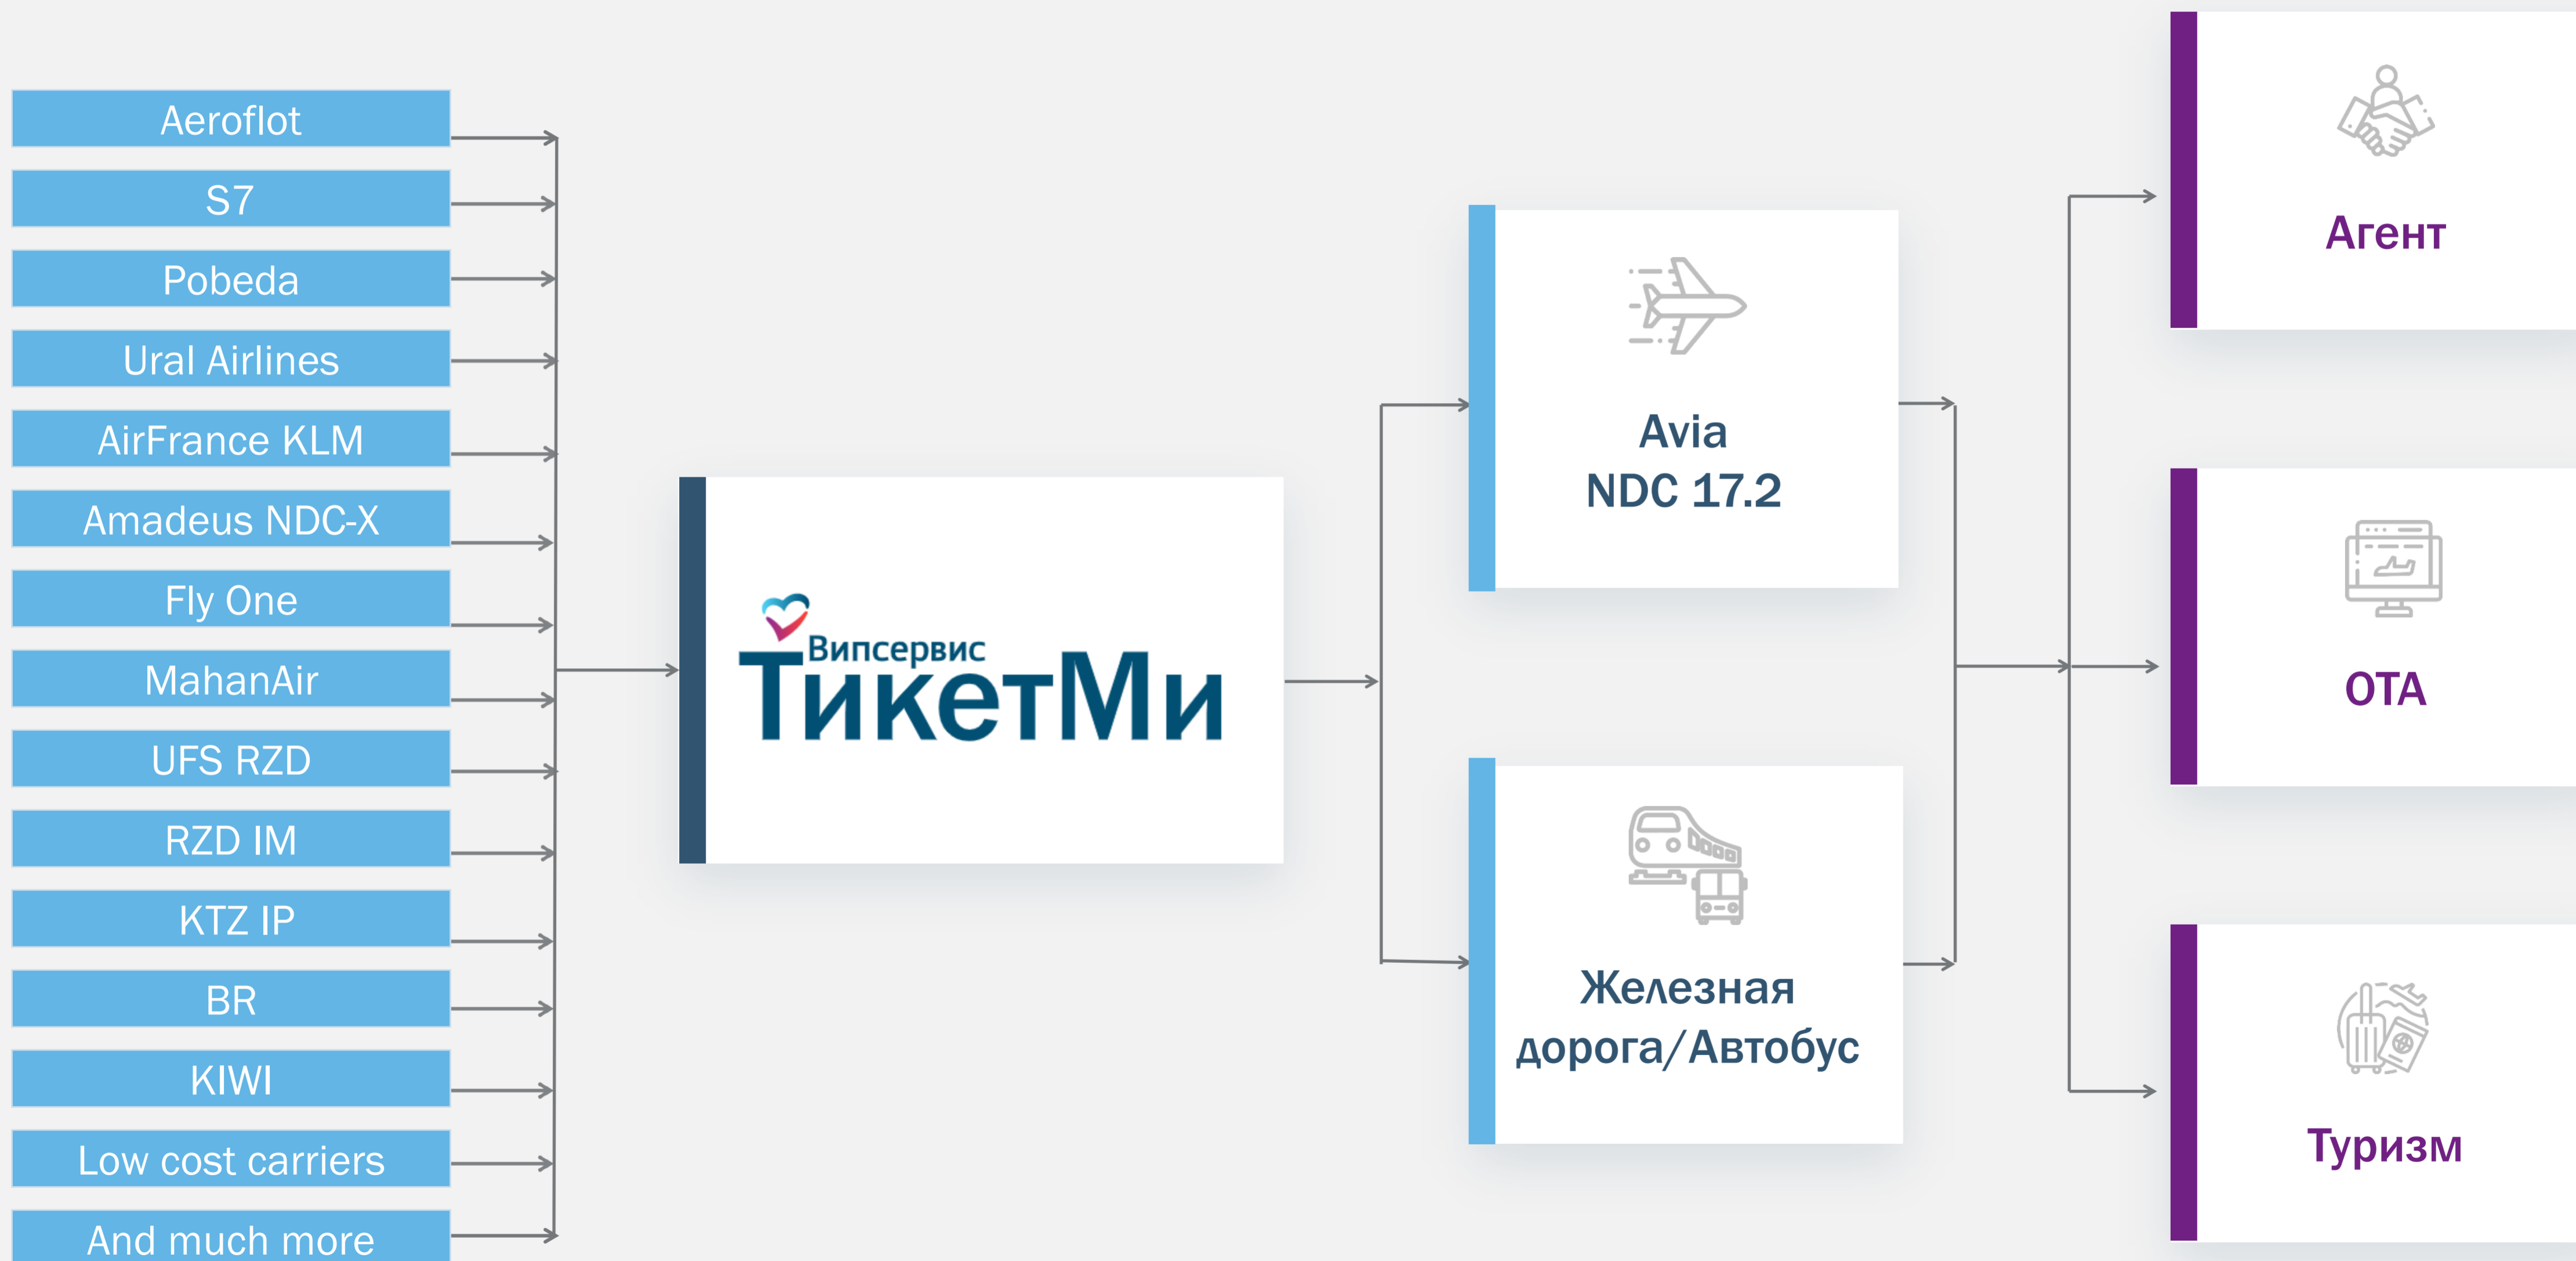 Aeroflot
S7
Pobeda
Ural Airlines
AirFrance KLM
Amadeus NDC-X
Fly One
MahanAir
UFS RZD
RZD IM
KTZ IP
BR
KIWI
Low cost carriers
And much more
Випсервис
ТикетМи
Avia
NDC 17.2
Железная
дорога/Автобус
Агент
ОТА
Туризм